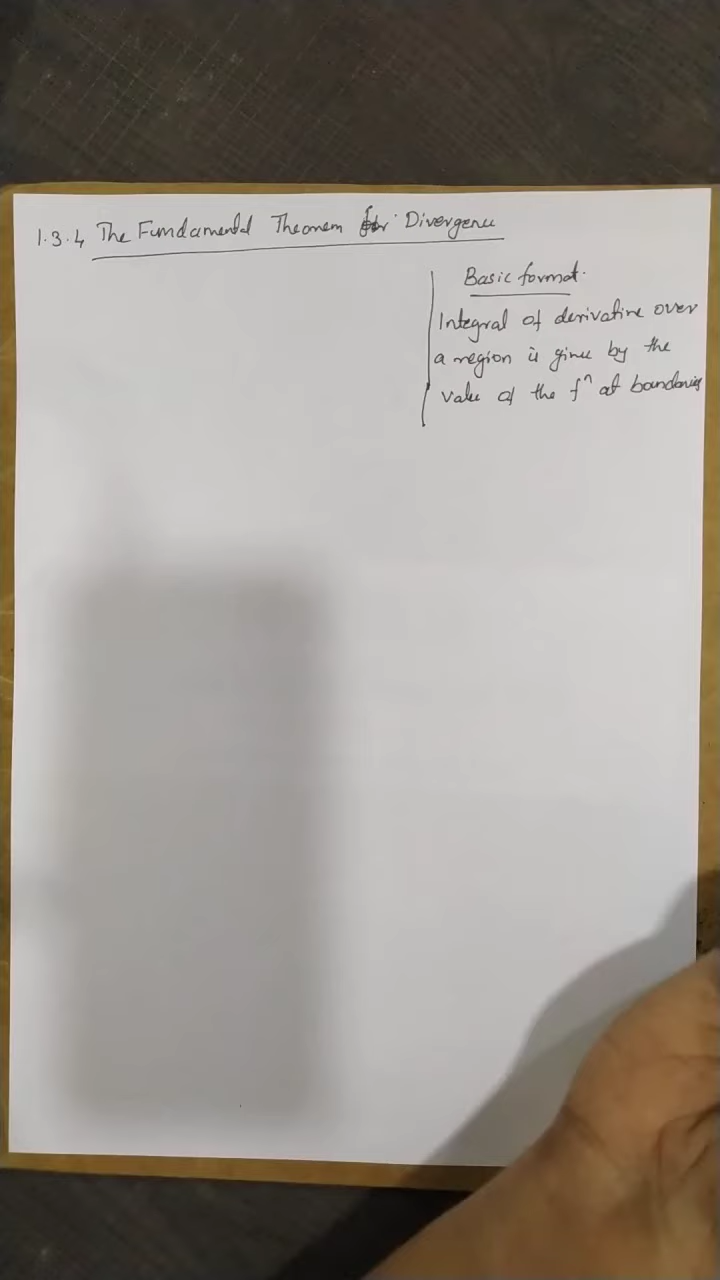 1.3.4 The Fundamental Theorem for Divergence
Basic format.
Integral of derivative over
a region is given by the
value of the fⁿ at boundaries